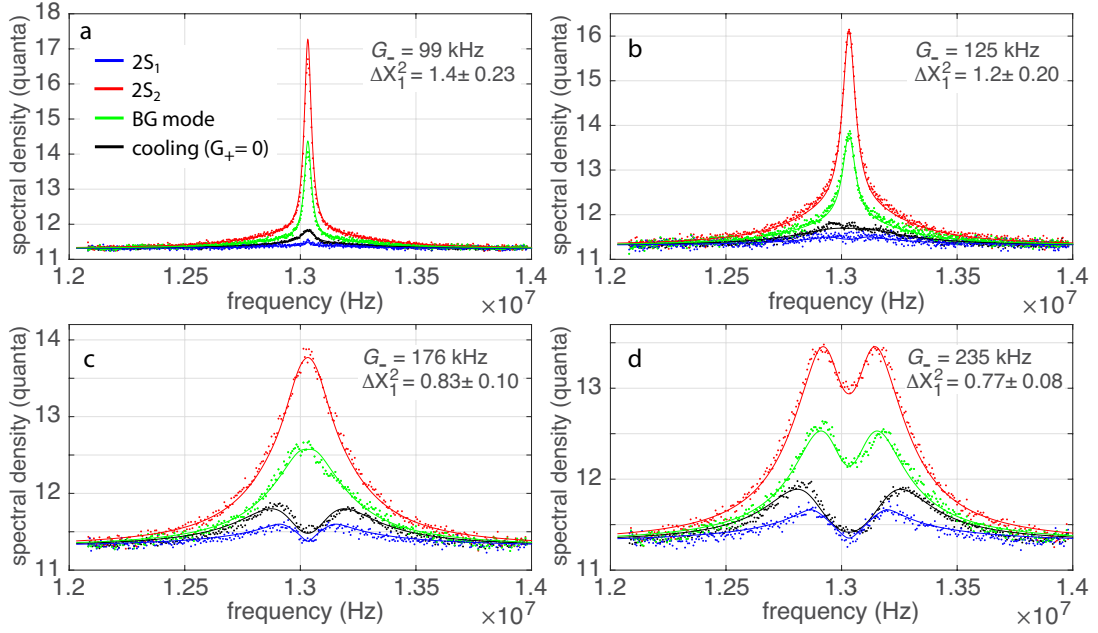 a
G₋ = 99 kHz
ΔX₁² = 1.4± 0.23
2S₁
2S₂
BG mode
cooling (G₊= 0)
spectral density (quanta)
18
17
16
15
14
13
12
11
1.2 1.25 1.3 1.35 1.4
frequency (Hz)
×10⁷
b
G₋ = 125 kHz
ΔX₁² = 1.2± 0.20
spectral density (quanta)
16
15
14
13
12
11
1.2 1.25 1.3 1.35 1.4
frequency (Hz)
×10⁷
c
G₋ = 176 kHz
ΔX₁² = 0.83± 0.10
spectral density (quanta)
14
13
12
11
1.2 1.25 1.3 1.35 1.4
frequency (Hz)
×10⁷
d
G₋ = 235 kHz
ΔX₁² = 0.77± 0.08
spectral density (quanta)
13
12
11
1.2 1.25 1.3 1.35 1.4
frequency (Hz)
×10⁷